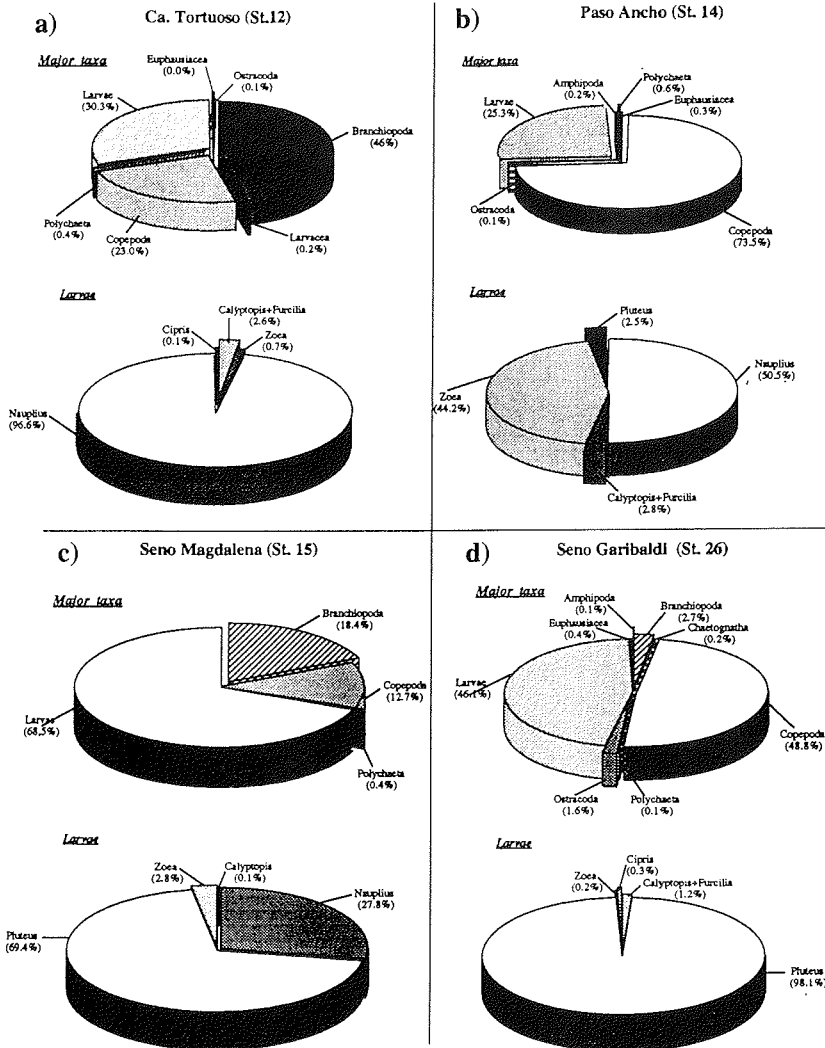 a)
Ca. Tortuoso (St.12)
Major taxa
Euphausiacea
(0.0%)
Ostracoda
(0.1%)
Larvae
(30.3%)
Branchiopoda
(46%)
Polychaeta
(0.4%)
Copepoda
(23.0%)
Larvacea
(0.2%)
Larvae
Calyptopis+Furcilia
(2.6%)
Cipris
(0.1%)
Zoea
(0.7%)
Nauplius
(96.6%)
b)
Paso Ancho (St. 14)
Major taxa
Polychaeta
(0.6%)
Amphipoda
(0.2%)
Euphausiacea
(0.3%)
Larvae
(25.3%)
Ostracoda
(0.1%)
Copepoda
(73.5%)
Larvae
Pluteus
(2.5%)
Nauplius
(50.5%)
Zoea
(44.2%)
Calyptopis+Furcilia
(2.8%)
c)
Seno Magdalena (St. 15)
Major taxa
Branchiopoda
(18.4%)
Copepoda
(12.7%)
Larvae
(68.5%)
Polychaeta
(0.4%)
Larvae
Zoea
(2.8%)
Calyptopis
(0.1%)
Nauplius
(27.8%)
Pluteus
(69.4%)
d)
Seno Garibaldi (St. 26)
Major taxa
Amphipoda
(0.1%)
Branchiopoda
(2.7%)
Euphausiacea
(0.4%)
Chaetognatha
(0.2%)
Larvae
(46.1%)
Copepoda
(48.8%)
Ostracoda
(1.6%)
Polychaeta
(0.1%)
Larvae
Cipris
(0.3%)
Zoea
(0.2%)
Calyptopis+Furcilia
(1.2%)
Pluteus
(98.1%)